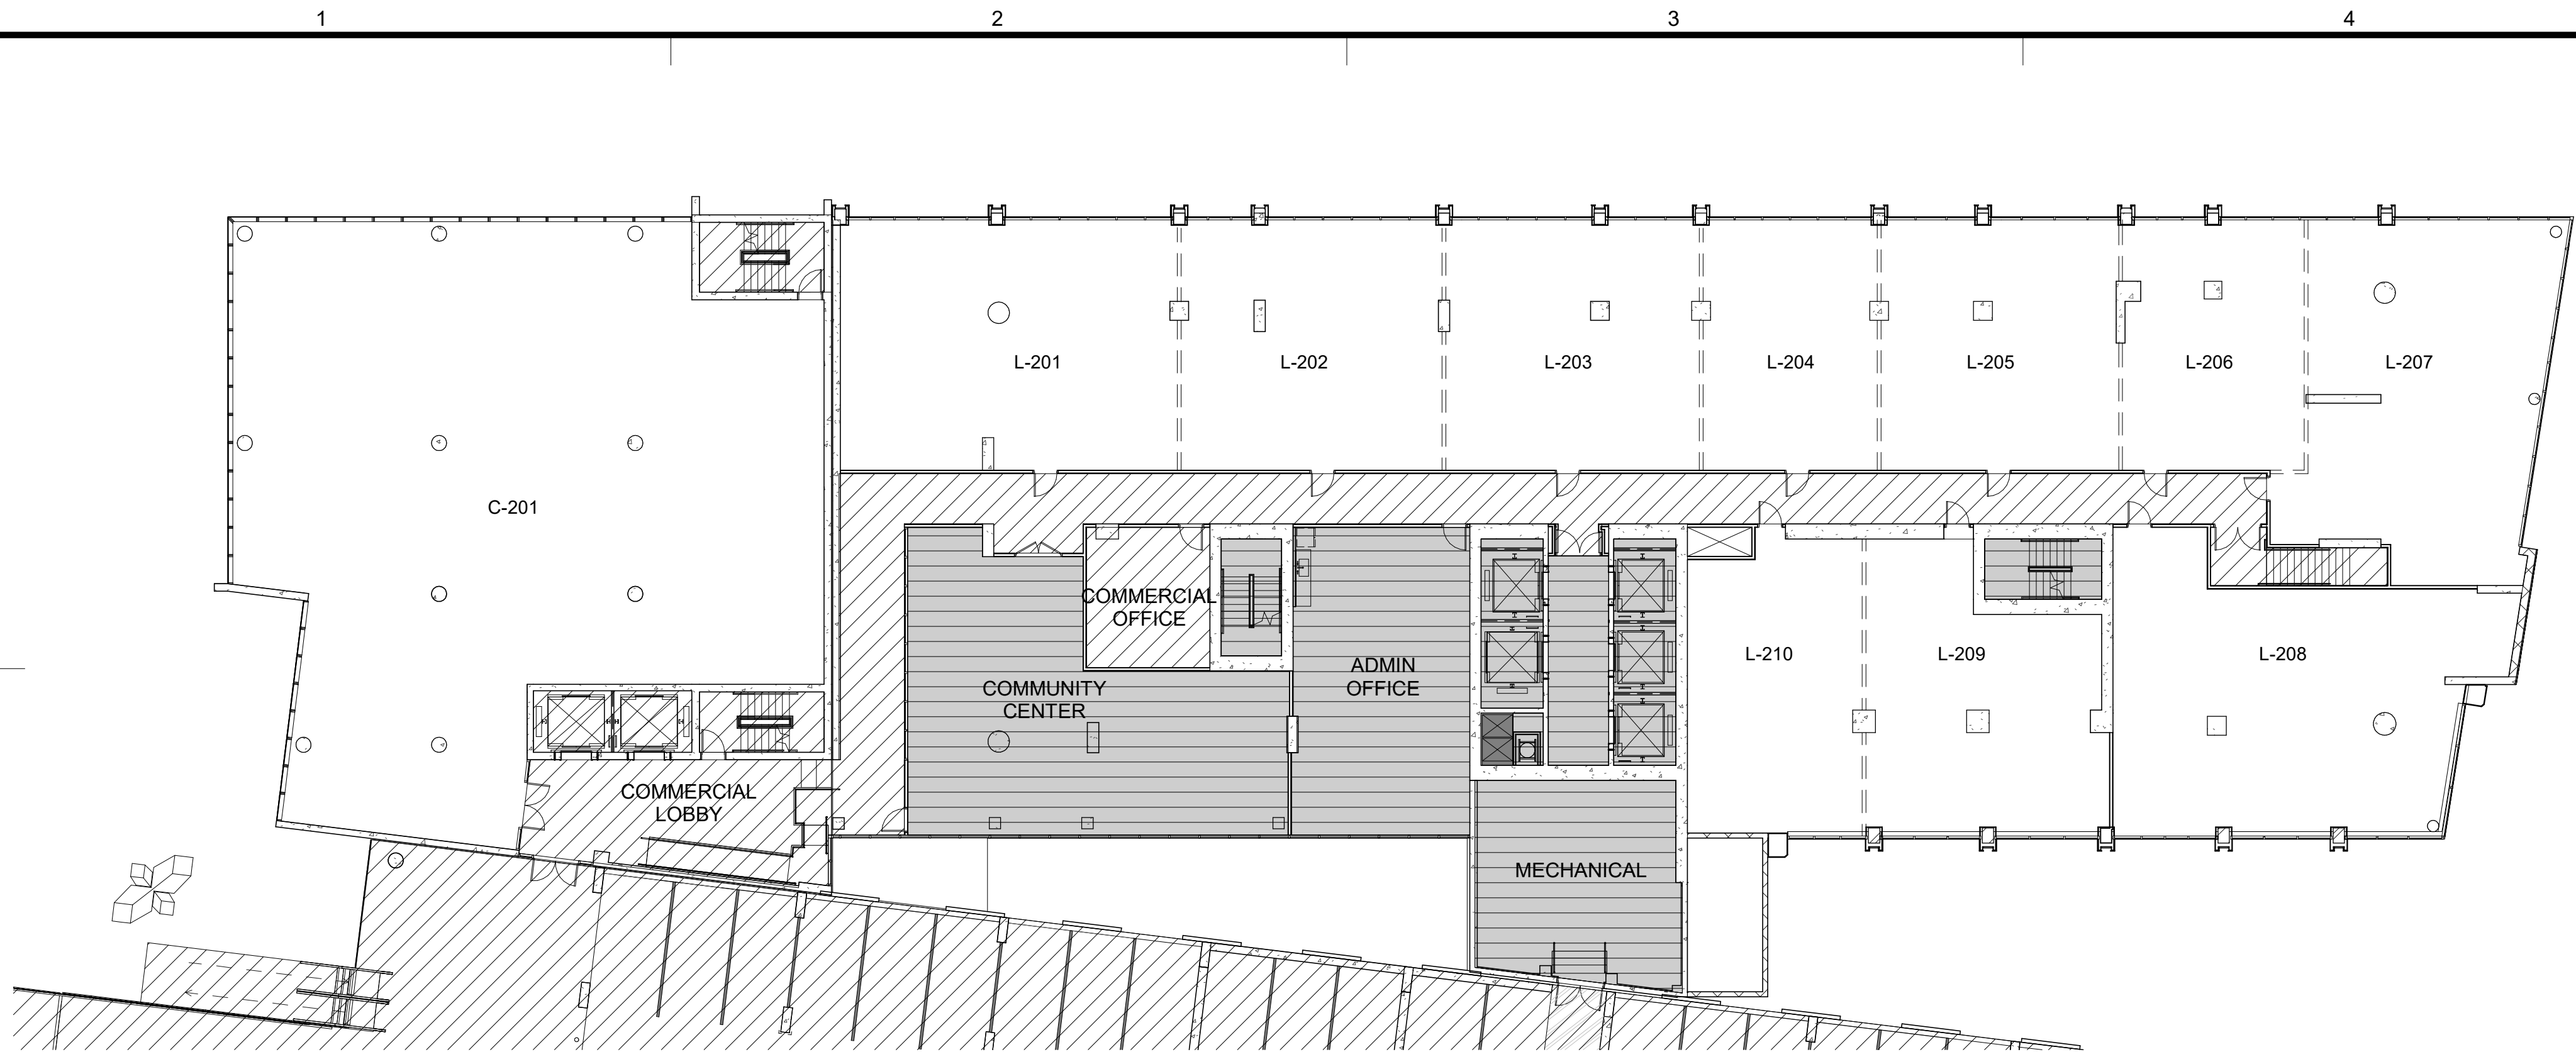 1 2 3 4
L-201 L-202 L-203 L-204 L-205 L-206 L-207
C-201
COMMERCIAL
OFFICE
L-210 L-209 L-208
ADMIN
OFFICE
COMMUNITY
CENTER
COMMERCIAL
LOBBY
MECHANICAL